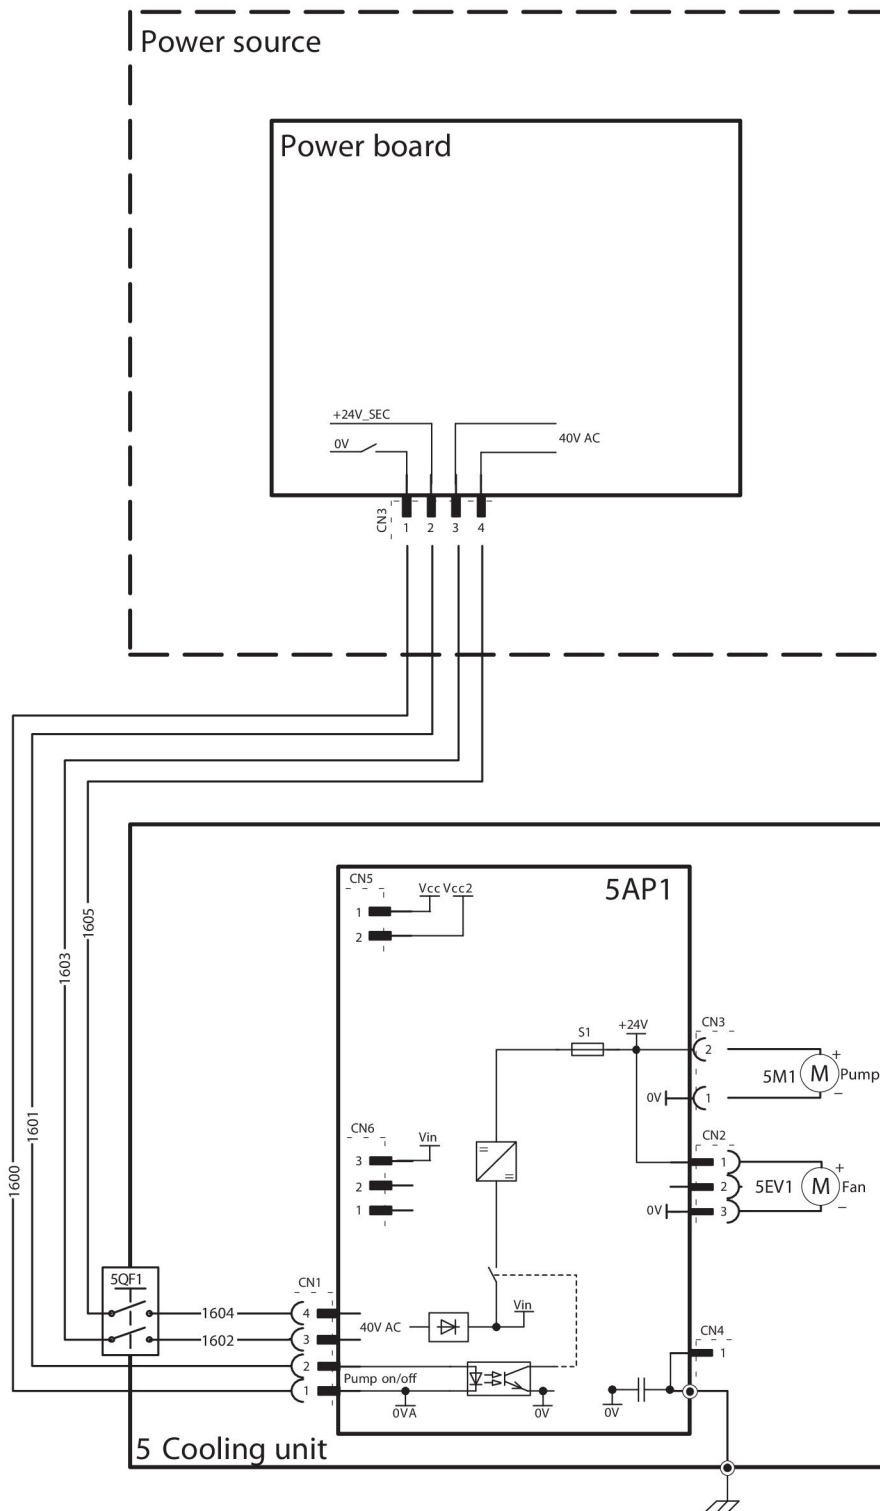 Power source
Power board
+24V_SEC
0V
40V AC
CN3
1 2 3 4
1605
1603
1601
1600
5AP1
CN5
Vcc Vcc2
1
2
S1
+24V
CN3
2
5M1 M Pump
+
−
0V
1
CN6
Vin
3
2
1
=
=
CN2
1
2
5EV1 M Fan
+
−
0V
3
5QF1
CN1
1604
4
40V AC
Vin
1602
3
2
Pump on/off
1
0VA
0V
0V
CN4
1
5 Cooling unit